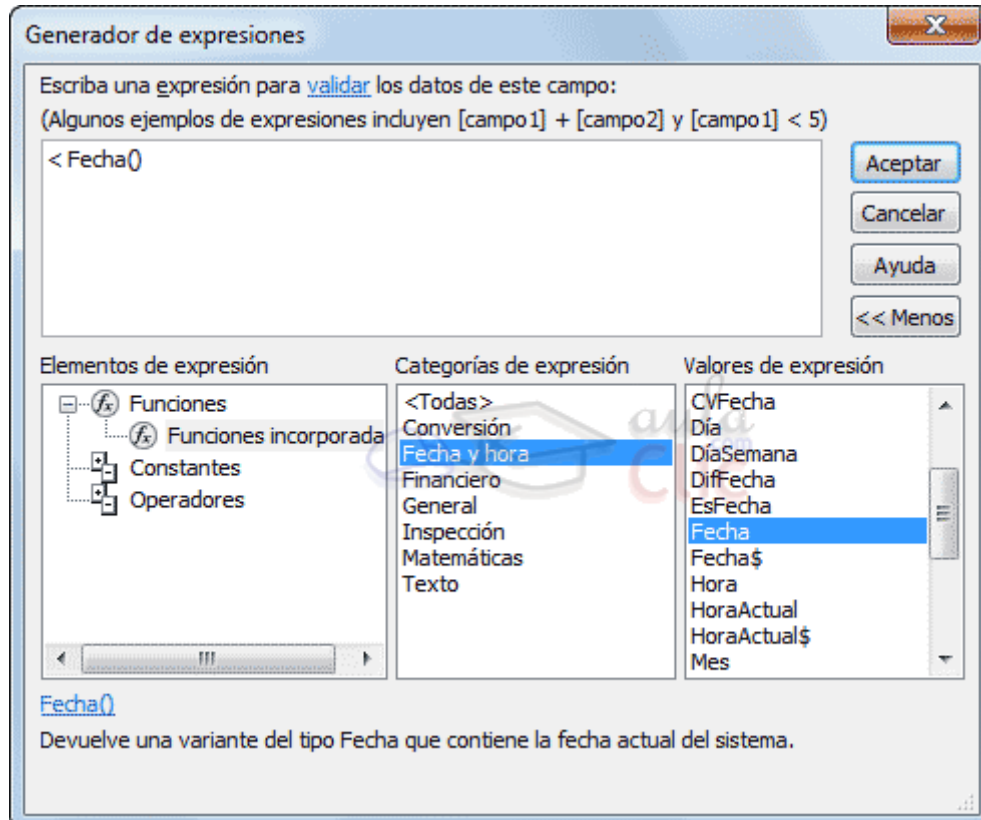 Generador de expresiones
Escriba una expresión para validar los datos de este campo:
(Algunos ejemplos de expresiones incluyen [campo1] + [campo2] y [campo1] < 5)
< Fecha()
Aceptar
Cancelar
Ayuda
<< Menos
Elementos de expresión
Funciones
Funciones incorporada
Constantes
Operadores
Categorías de expresión
<Todas>
Conversión
Fecha y hora
Financiero
General
Inspección
Matemáticas
Texto
Valores de expresión
CVFecha
Día
DíaSemana
DifFecha
EsFecha
Fecha
Fecha$
Hora
HoraActual
HoraActual$
Mes
aula
.com
Clic
Fecha()
Devuelve una variante del tipo Fecha que contiene la fecha actual del sistema.